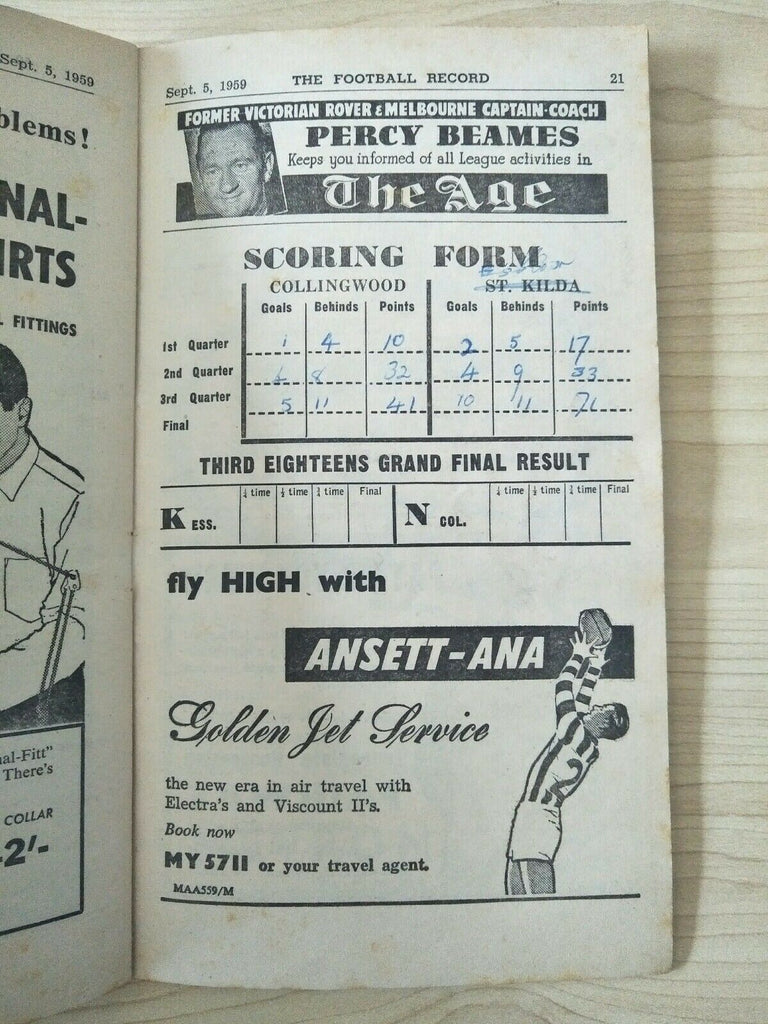 Sept. 5, 1959
blems!
NAL-
IRTS
FITTINGS
al-Fitt"
There's
COLLAR
2'-
Sept. 5, 1959 THE FOOTBALL RECORD 21
FORMER VICTORIAN ROVER & MELBOURNE CAPTAIN-COACH
PERCY BEAMES
Keeps you informed of all League activities in
The Age
SCORING FORM
COLLINGWOOD ST. KILDA
Goals Behinds Points Goals Behinds Points
1st Quarter 1 4 10 2 5 17
2nd Quarter 8 32 4 9 33
3rd Quarter 5 11 41 10 11 71
Final
THIRD EIGHTEENS GRAND FINAL RESULT
¼ time ½ time ¾ time Final ¼ time ½ time ¾ time Final
KESS. N COL.
fly HIGH with
ANSETT-ANA
Golden Jet Service
the new era in air travel with
Electra's and Viscount II's.
Book now
MY 5711 or your travel agent.
MAA559/M
2